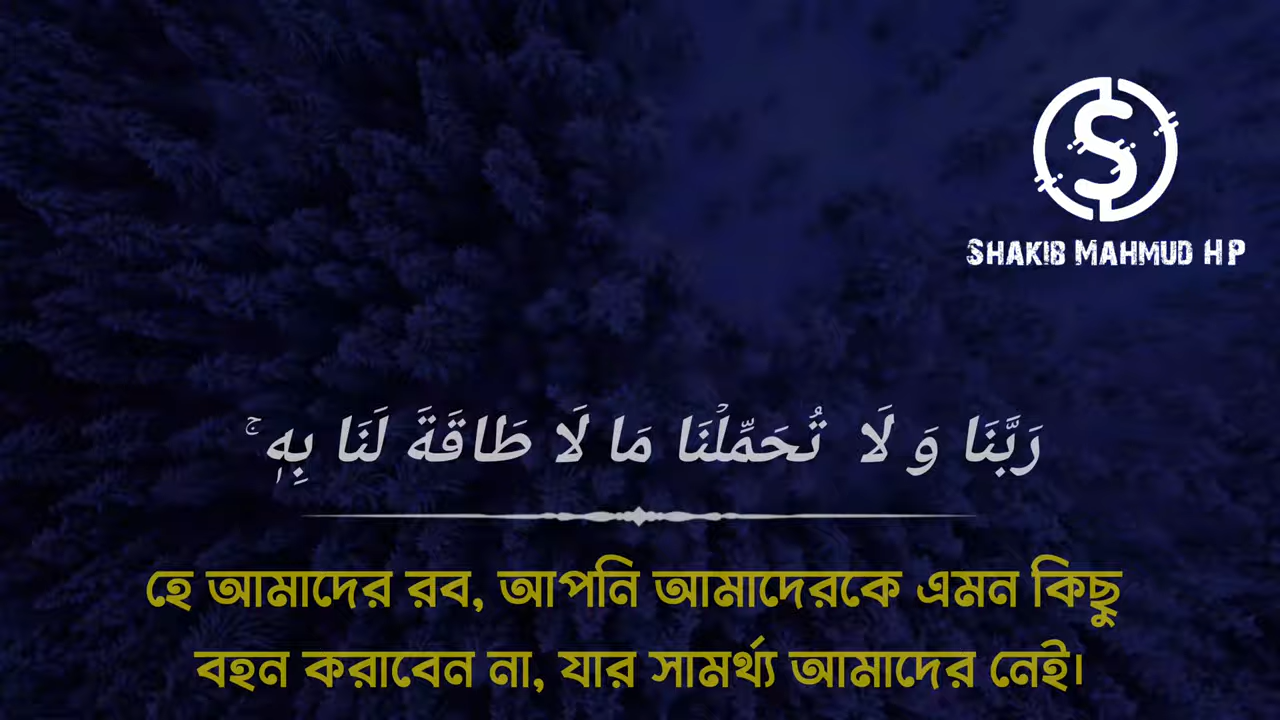 SHAKIB MAHMUD HP
رَبَّنَا وَ لَا تُحَمِّلْنَا مَا لَا طَاقَةَ لَنَا بِهٖ ۚ
হে আমাদের রব, আপনি আমাদেরকে এমন কিছু
বহন করাবেন না, যার সামর্থ্য আমাদের নেই।